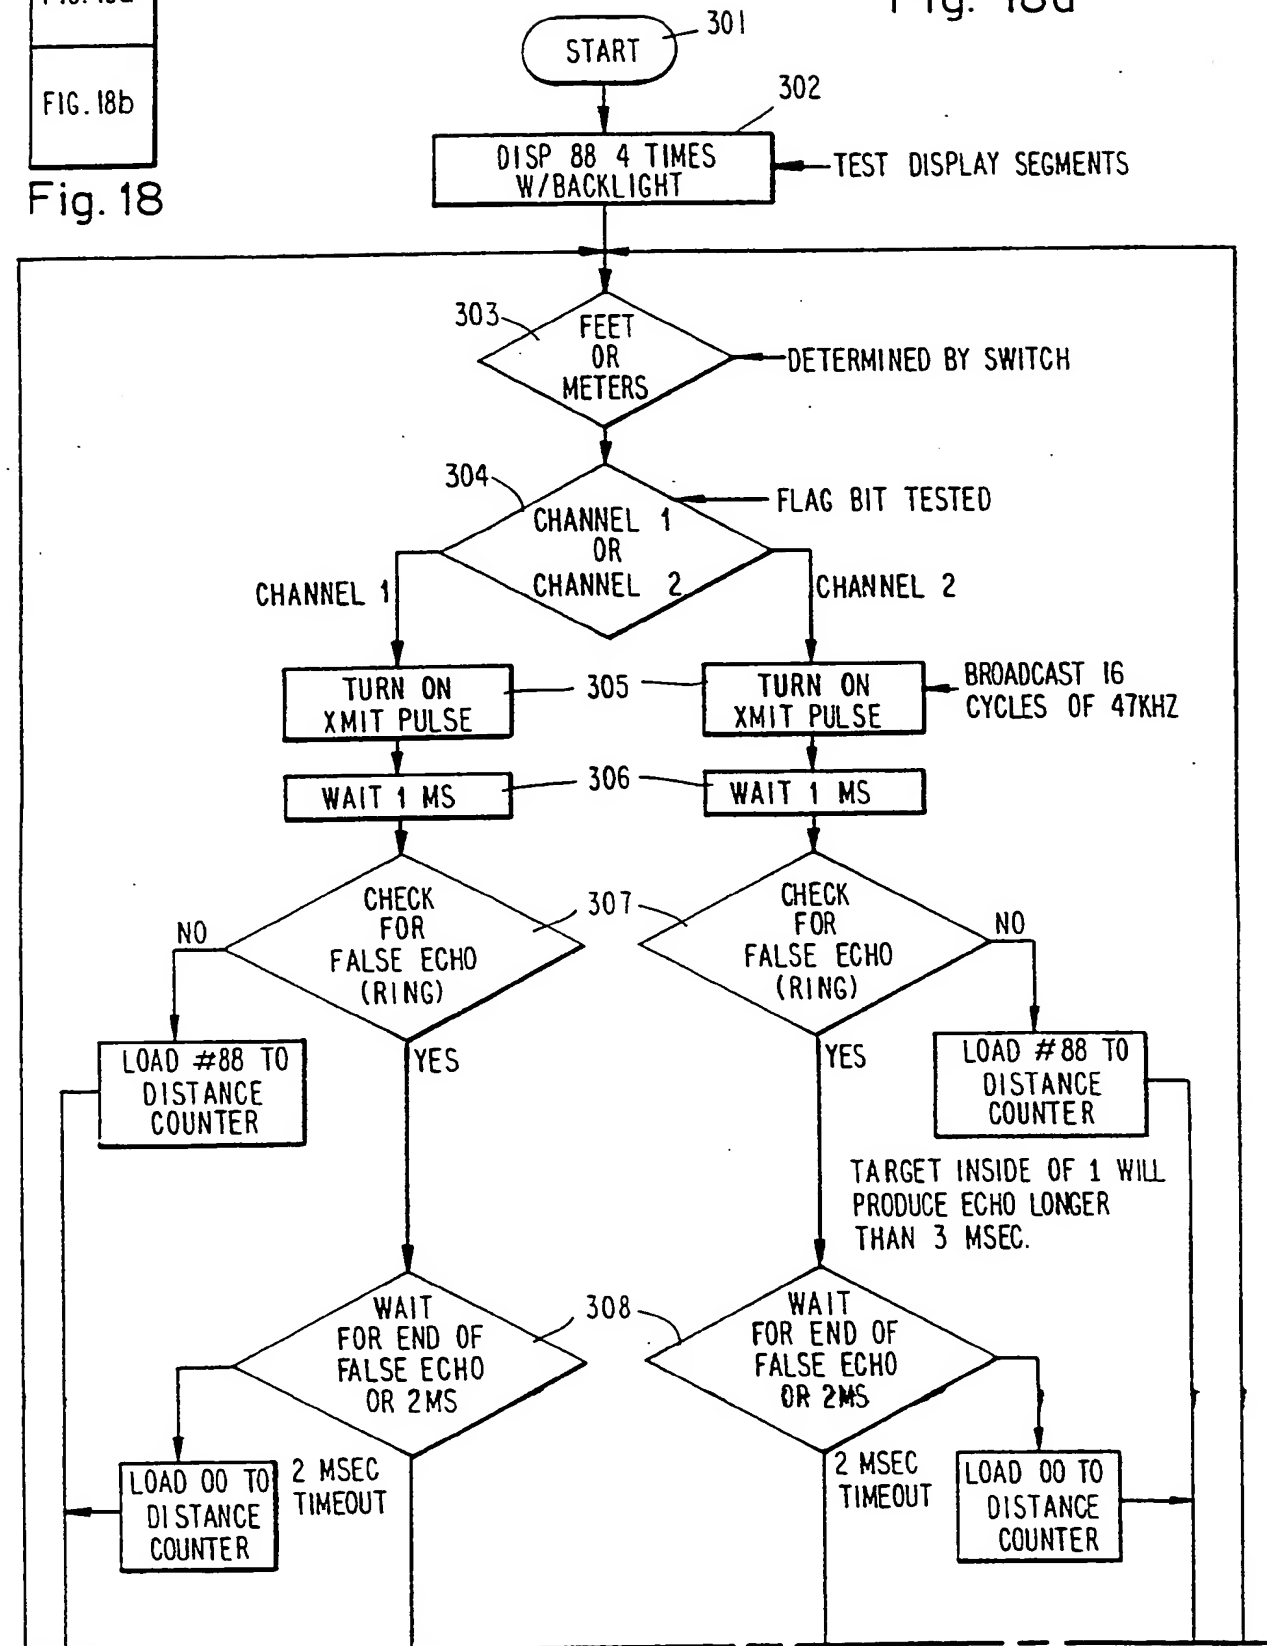 Fig. 18a
FIG. 18b
Fig. 18
START
301
302
DISP 88 4 TIMES
W/BACKLIGHT
TEST DISPLAY SEGMENTS
303
FEET
OR
METERS
DETERMINED BY SWITCH
304
CHANNEL 1
OR
CHANNEL 2
FLAG BIT TESTED
CHANNEL 1
CHANNEL 2
TURN ON
XMIT PULSE
305
TURN ON
XMIT PULSE
BROADCAST 16
CYCLES OF 47KHZ
WAIT 1 MS
306
WAIT 1 MS
CHECK
FOR
FALSE ECHO
(RING)
307
CHECK
FOR
FALSE ECHO
(RING)
NO
NO
YES
YES
LOAD #88 TO
DISTANCE
COUNTER
LOAD #88 TO
DISTANCE
COUNTER
TARGET INSIDE OF 1 WILL
PRODUCE ECHO LONGER
THAN 3 MSEC.
WAIT
FOR END OF
FALSE ECHO
OR 2MS
308
WAIT
FOR END OF
FALSE ECHO
OR 2MS
LOAD 00 TO
DISTANCE
COUNTER
2 MSEC
TIMEOUT
2 MSEC
TIMEOUT
LOAD 00 TO
DISTANCE
COUNTER